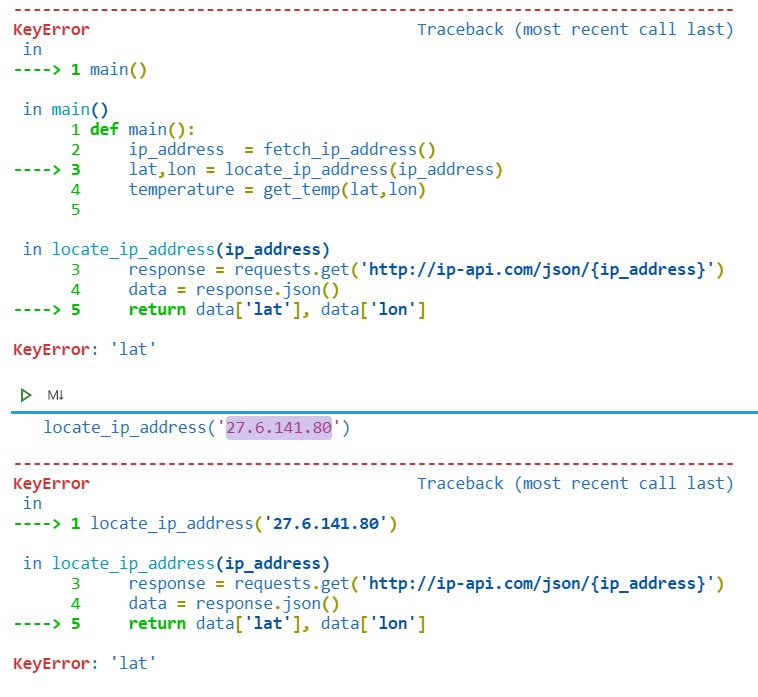 ---------------------------------------------------------------------------
KeyError                                  Traceback (most recent call last)
 in
----> 1 main()

 in main()
      1 def main():
      2     ip_address  = fetch_ip_address()
----> 3     lat,lon = locate_ip_address(ip_address)
      4     temperature = get_temp(lat,lon)
      5

 in locate_ip_address(ip_address)
      3     response = requests.get('http://ip-api.com/json/{ip_address}')
      4     data = response.json()
----> 5     return data['lat'], data['lon']

KeyError: 'lat'

M↓
locate_ip_address('27.6.141.80')

---------------------------------------------------------------------------
KeyError                                  Traceback (most recent call last)
 in
----> 1 locate_ip_address('27.6.141.80')

 in locate_ip_address(ip_address)
      3     response = requests.get('http://ip-api.com/json/{ip_address}')
      4     data = response.json()
----> 5     return data['lat'], data['lon']

KeyError: 'lat'